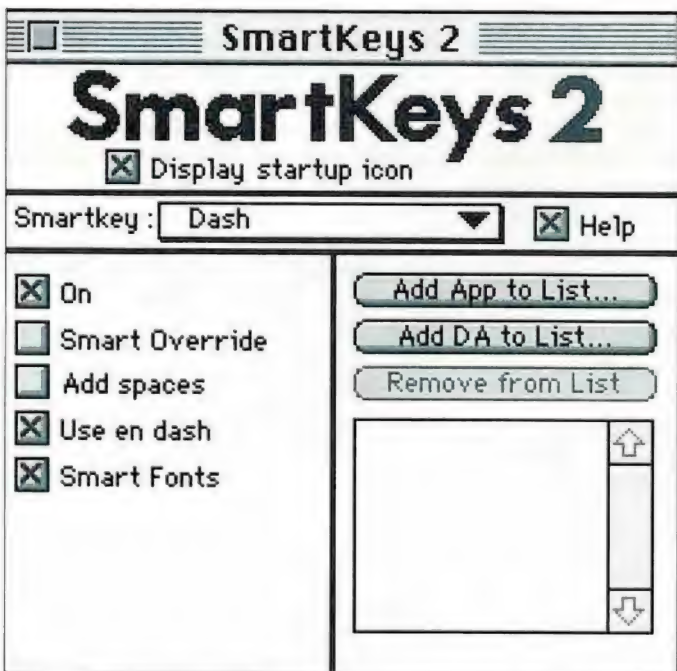 SmartKeys 2
SmartKeys 2
Display startup icon
Smartkey : Dash Help
On
Smart Override
Add spaces
Use en dash
Smart Fonts
Add App to List...
Add DA to List...
Remove from List